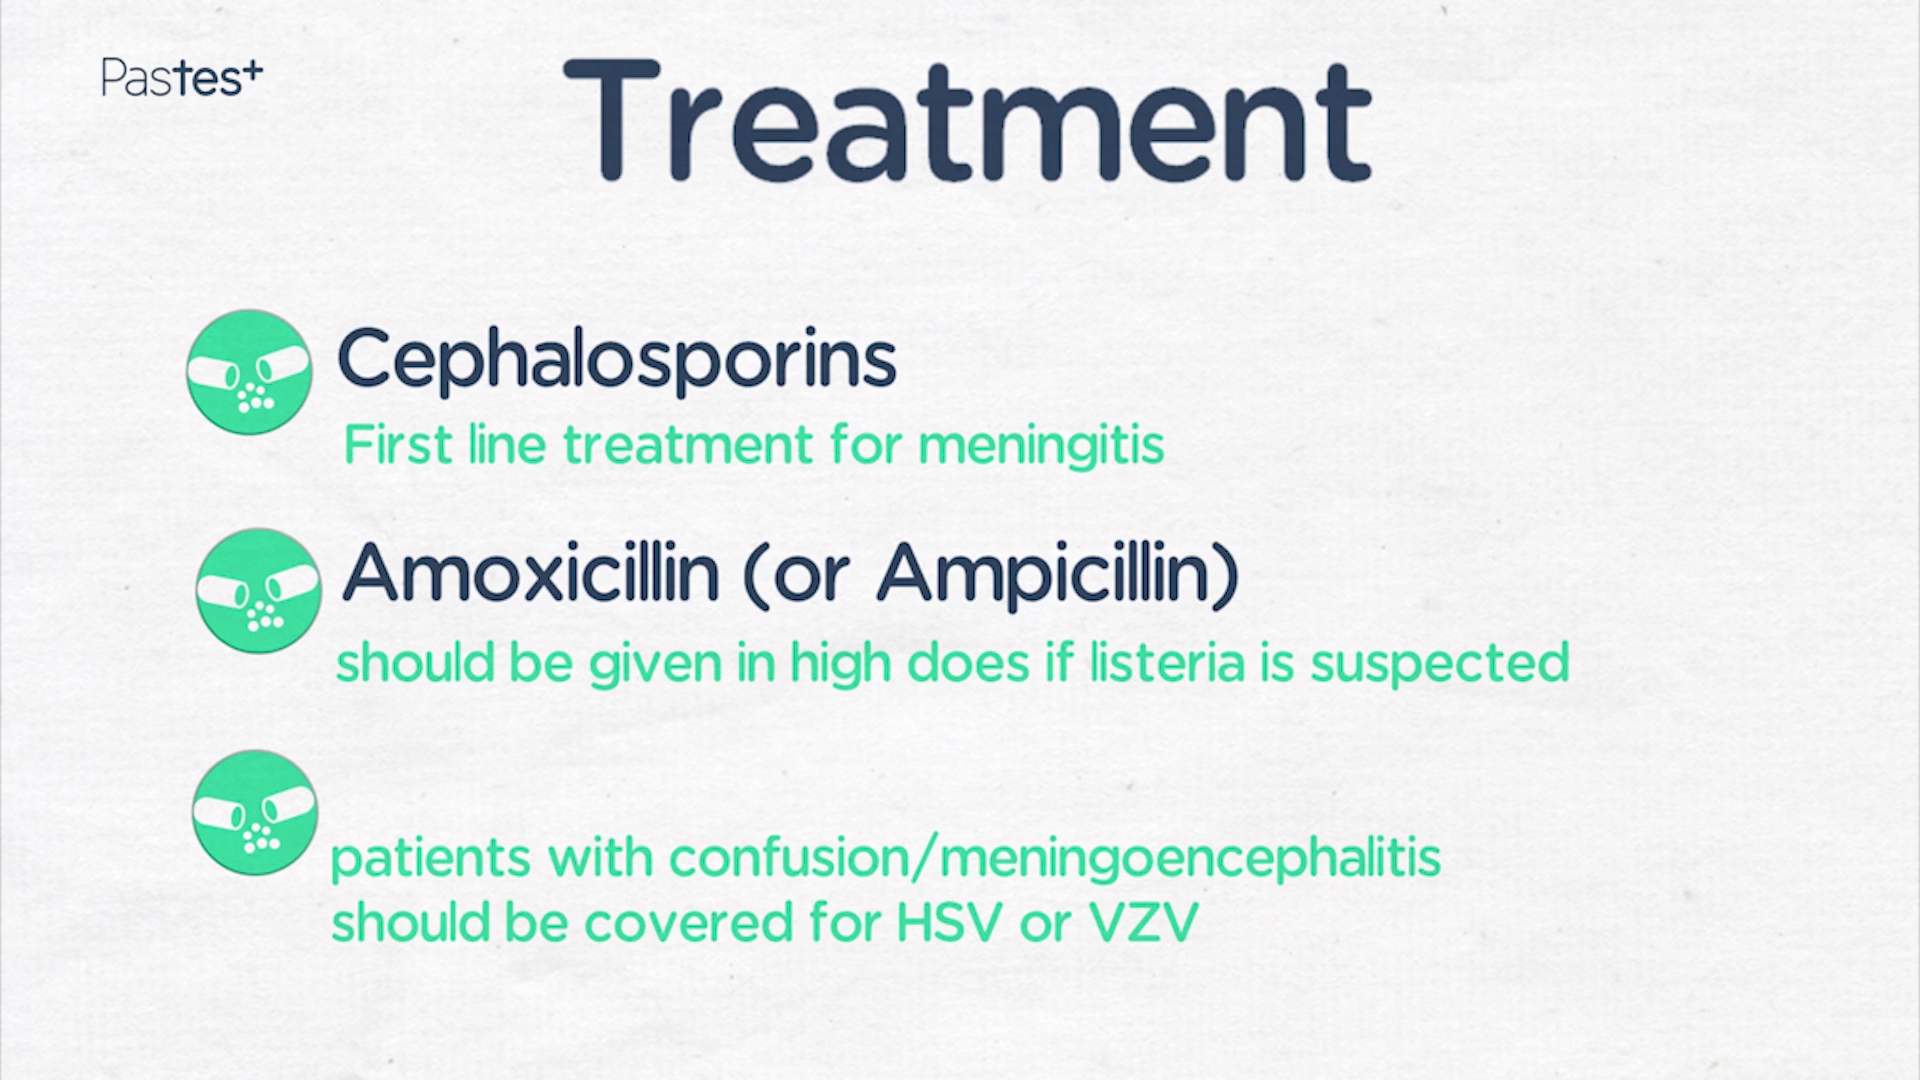 Pastest
Treatment
Cephalosporins
First line treatment for meningitis
Amoxicillin (or Ampicillin)
should be given in high does if listeria is suspected
patients with confusion/meningoencephalitis
should be covered for HSV or VZV